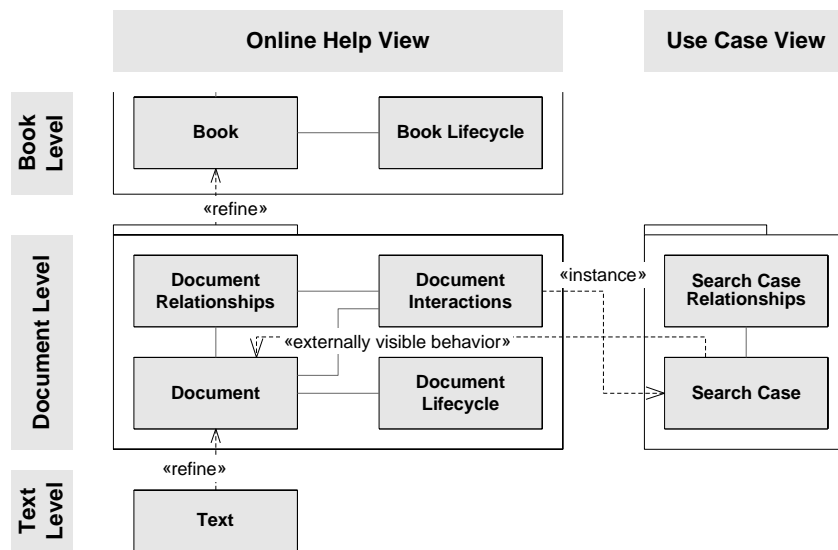 Online Help View
Use Case View
Book
Level
Book
Book Lifecycle
«refine»
Document Level
Document
Relationships
Document
Interactions
«instance»
Search Case
Relationships
«externally visible behavior»
Document
Document
Lifecycle
Search Case
«refine»
Text
Level
Text